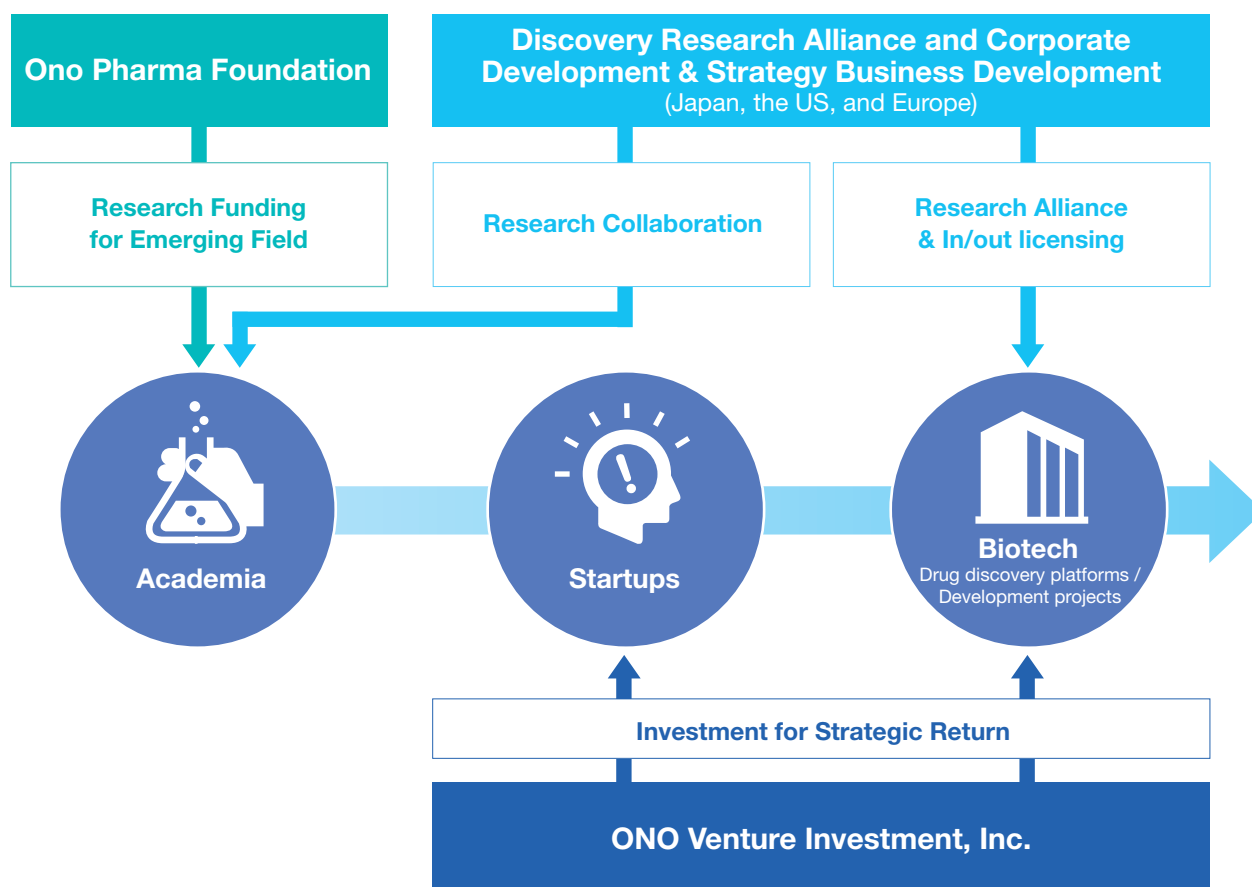 Ono Pharma Foundation
Discovery Research Alliance and Corporate
Development & Strategy Business Development
(Japan, the US, and Europe)
Research Funding
for Emerging Field
Research Collaboration
Research Alliance
& In/out licensing
Academia
Startups
Biotech
Drug discovery platforms /
Development projects
Investment for Strategic Return
ONO Venture Investment, Inc.